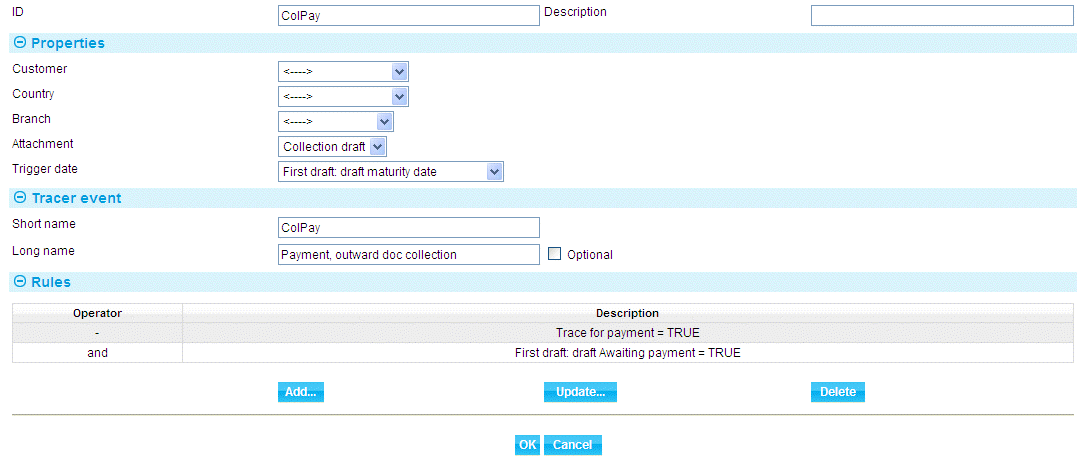 ID ColPay Description
Properties
Customer <---->
Country <---->
Branch <---->
Attachment Collection draft
Trigger date First draft: draft maturity date
Tracer event
Short name ColPay
Long name Payment, outward doc collection Optional
Rules
Operator Description
- Trace for payment = TRUE
and First draft: draft Awaiting payment = TRUE
Add... Update... Delete
OK Cancel